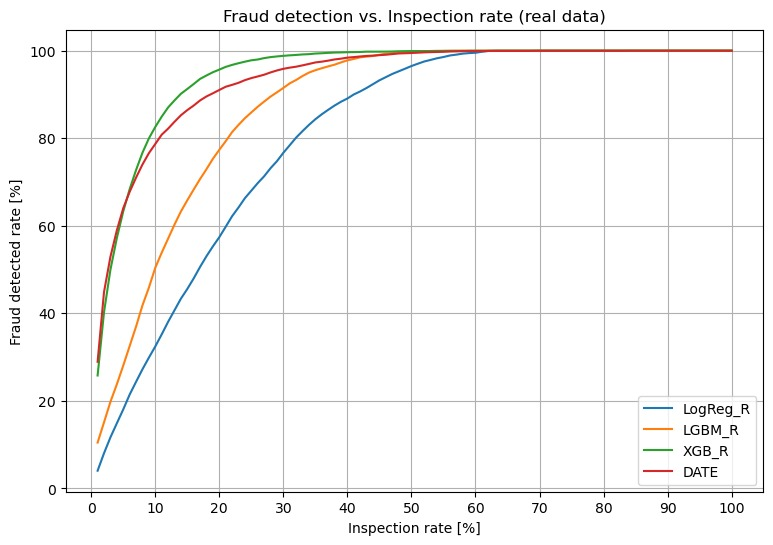 Fraud detection vs. Inspection rate (real data)
Fraud detected rate [%]
100
80
60
40
20
0
0 10 20 30 40 50 60 70 80 90 100
Inspection rate [%]
LogReg_R
LGBM_R
XGB_R
DATE